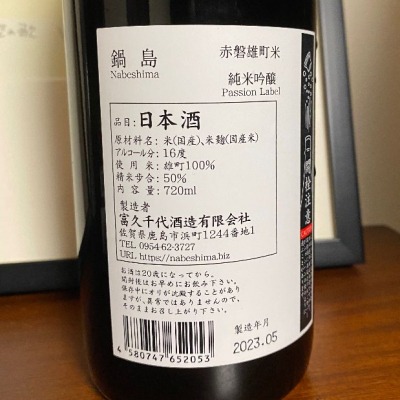 鍋島
Nabeshima
赤磐雄町米
純米吟醸
Passion Label
品目:日本酒
原材料名:米(国産)、米麹(国産米)
アルコール分:16度
使用米:雄町100%
精米歩合:50%
内容量:720ml
製造者
富久千代酒造有限会社
佐賀県鹿島市浜町1244番地1
TEL 0954-62-3727
URL https://nabeshima.biz
お酒は20歳になってから。
開封後はお早めにお飲み下さい。
保存中にオリが沈殿することがあり
ますが、異常ではありませんので、
そのままお召し上がり下さい。
4 580747 652053
製造年月
2023.05
開栓注意